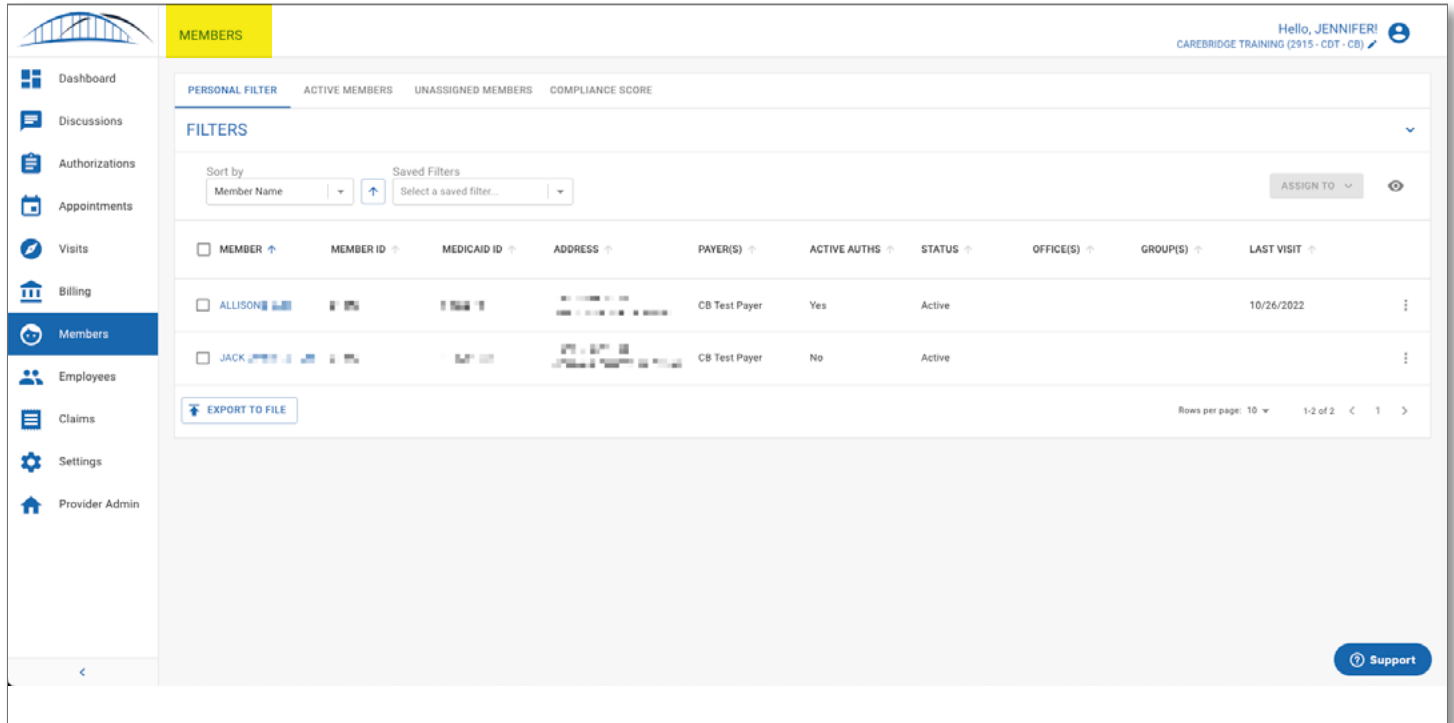 MEMBERS
Hello, JENNIFER!
CAREBRIDGE TRAINING (2915 - CDT - CB)
Dashboard
Discussions
Authorizations
Appointments
Visits
Billing
Members
Employees
Claims
Settings
Provider Admin
PERSONAL FILTER ACTIVE MEMBERS UNASSIGNED MEMBERS COMPLIANCE SCORE
FILTERS
Sort by Saved Filters
Member Name Select a saved filter... ASSIGN TO
MEMBER MEMBER ID MEDICAID ID ADDRESS PAYER(S) ACTIVE AUTHS STATUS OFFICE(S) GROUP(S) LAST VISIT
ALLISON CB Test Payer Yes Active 10/26/2022
JACK CB Test Payer No Active
EXPORT TO FILE Rows per page: 10 1-2 of 2 < 1 >
Support